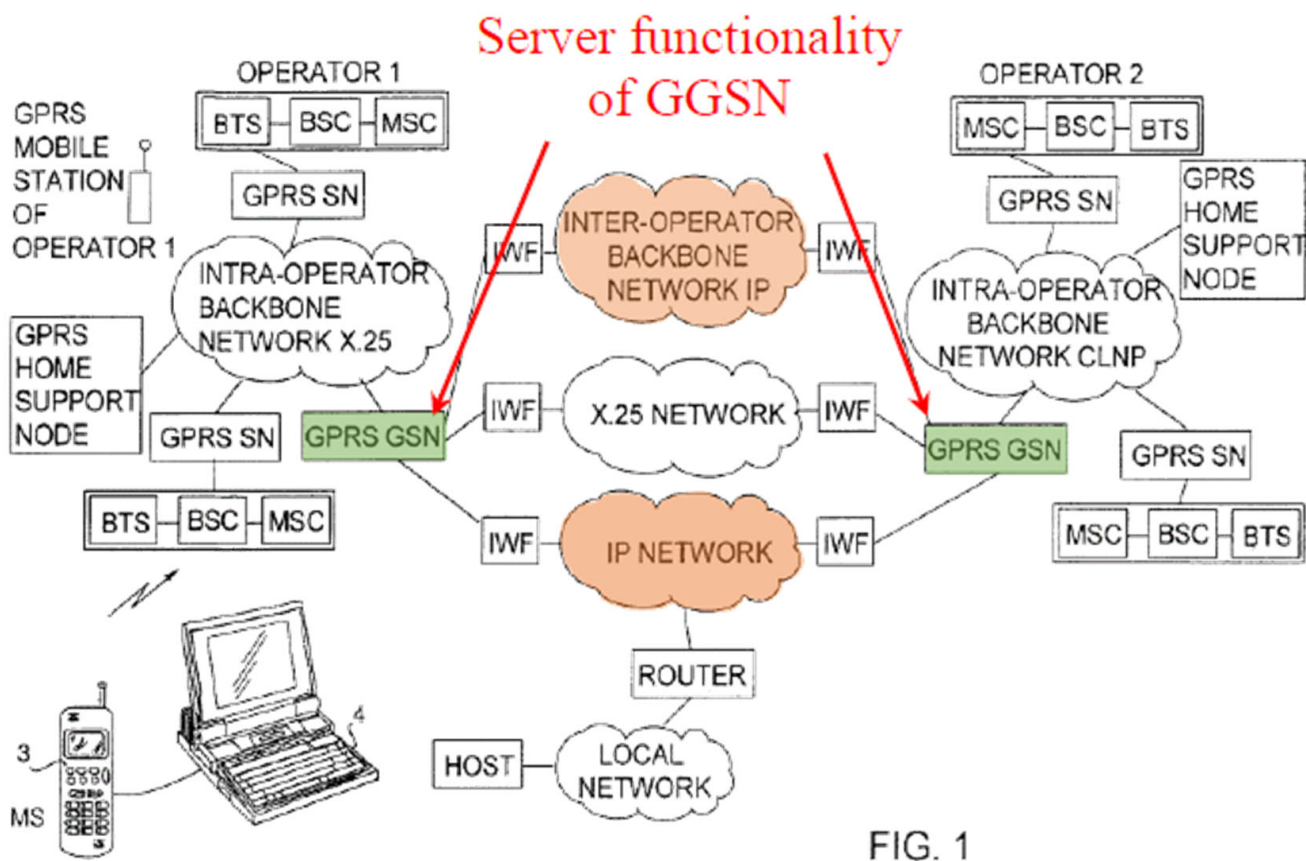 Server functionality
of GGSN
OPERATOR 1
BTS
BSC
MSC
GPRS
MOBILE
STATION
OF
OPERATOR 1
GPRS SN
INTRA-OPERATOR
BACKBONE
NETWORK X.25
GPRS
HOME
SUPPORT
NODE
GPRS SN
GPRS GSN
BTS
BSC
MSC
IWF
INTER-OPERATOR
BACKBONE
NETWORK IP
IWF
IWF
X.25 NETWORK
IWF
IWF
IP NETWORK
IWF
ROUTER
HOST
LOCAL
NETWORK
OPERATOR 2
MSC
BSC
BTS
GPRS SN
GPRS
HOME
SUPPORT
NODE
INTRA-OPERATOR
BACKBONE
NETWORK CLNP
GPRS GSN
GPRS SN
MSC
BSC
BTS
3
MS
4
FIG. 1